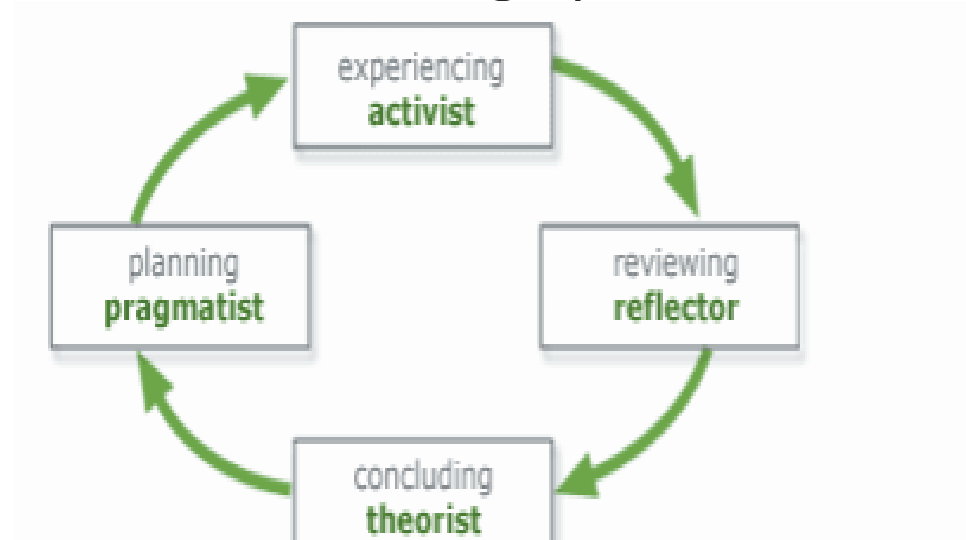 experiencing
activist
planning
pragmatist
reviewing
reflector
concluding
theorist